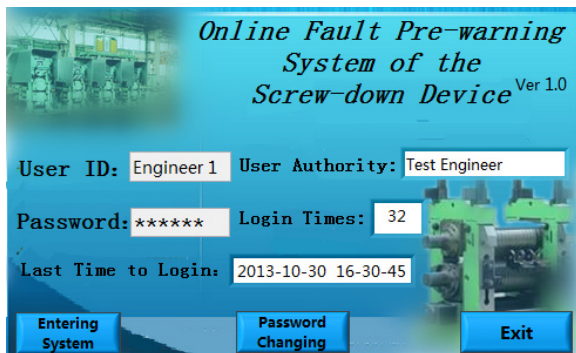 Online Fault Pre-warning
System of the
Screw-down Device Ver 1.0
User ID: Engineer 1 User Authority: Test Engineer
Password: ****** Login Times: 32
Last Time to Login: 2013-10-30 16-30-45
Entering
System
Password
Changing
Exit